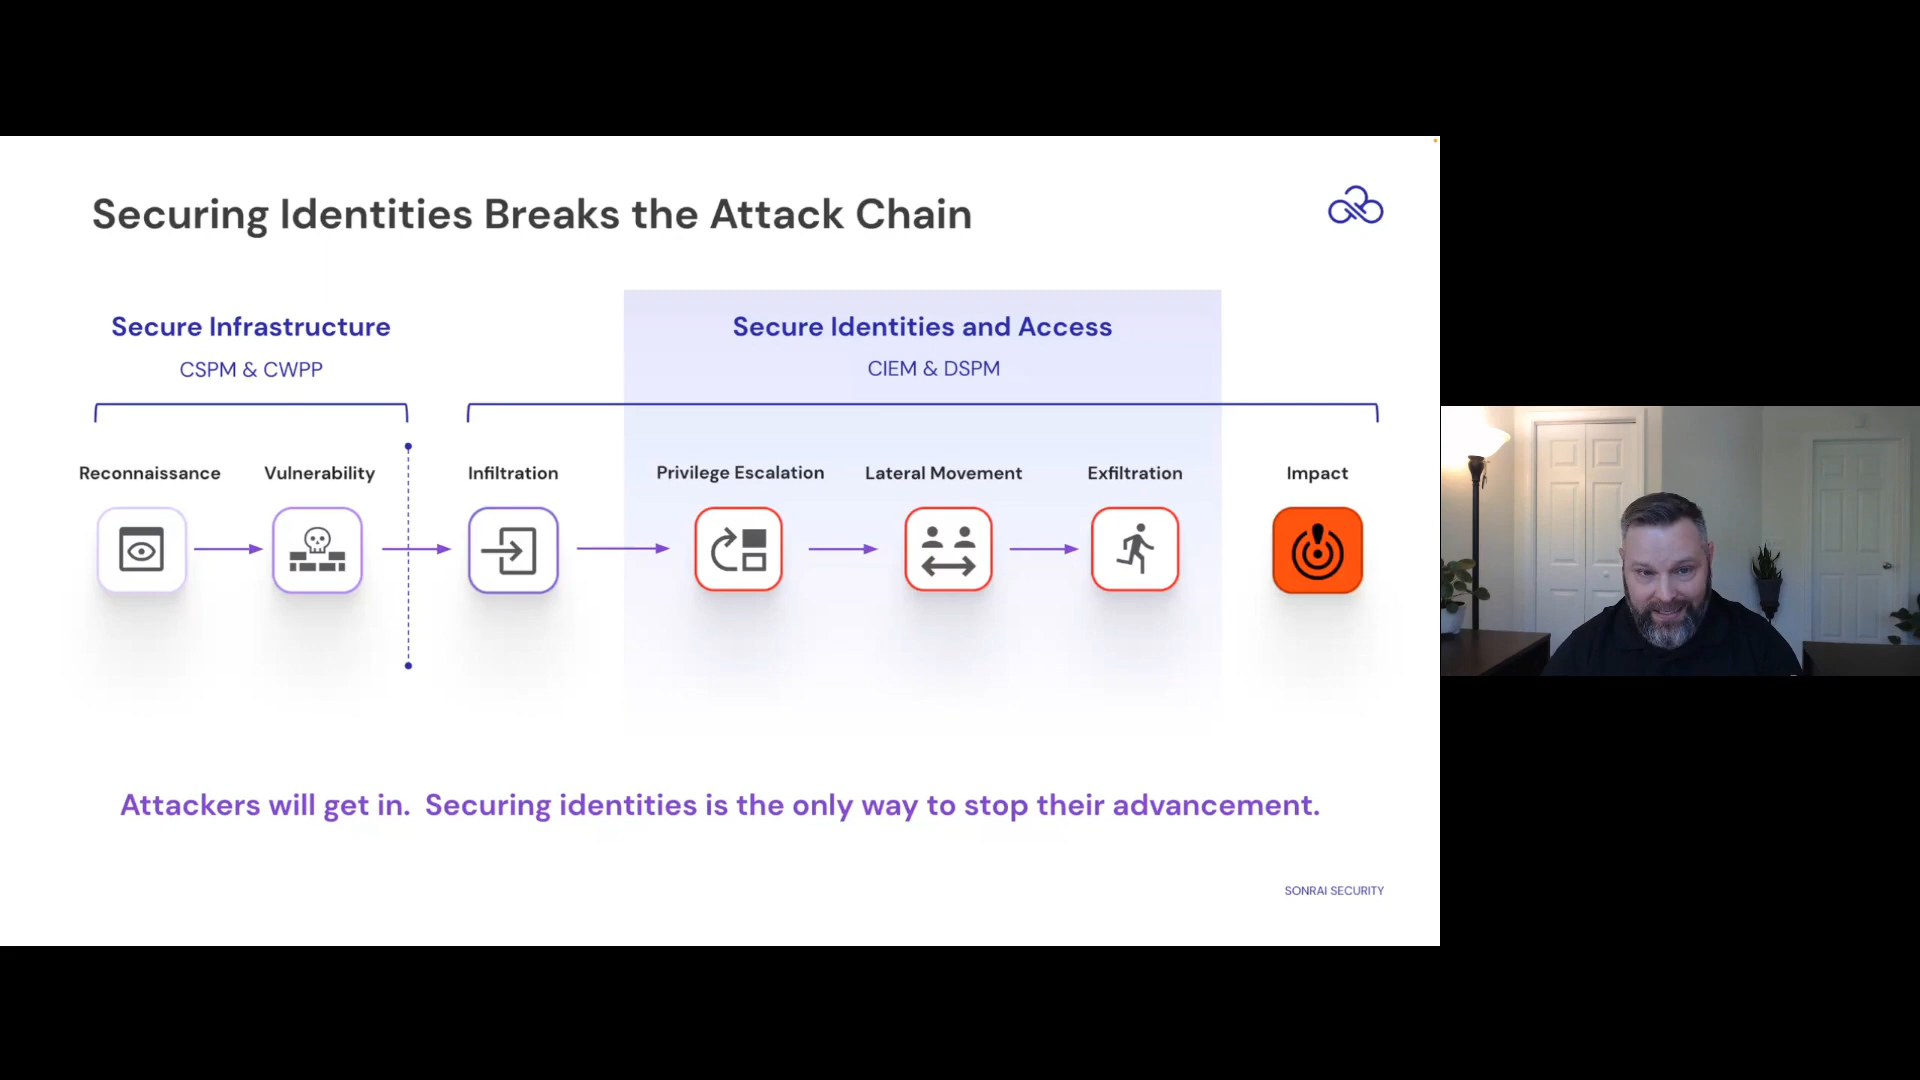 Securing Identities Breaks the Attack Chain
Secure Infrastructure
CSPM & CWPP
Secure Identities and Access
CIEM & DSPM
Reconnaissance
Vulnerability
Infiltration
Privilege Escalation
Lateral Movement
Exfiltration
Impact
Attackers will get in. Securing identities is the only way to stop their advancement.
SONRAI SECURITY